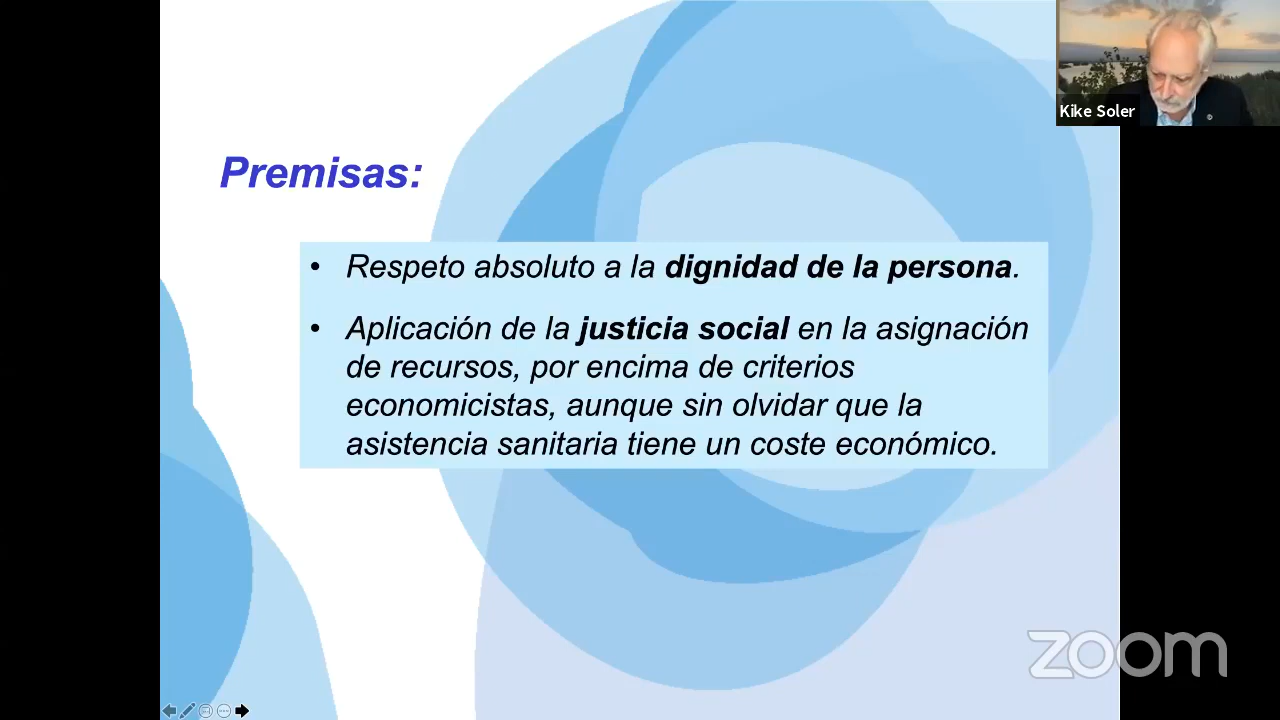 Kike Soler
Premisas:
• Respeto absoluto a la dignidad de la persona.
• Aplicación de la justicia social en la asignación
de recursos, por encima de criterios
economicistas, aunque sin olvidar que la
asistencia sanitaria tiene un coste económico.
zoom